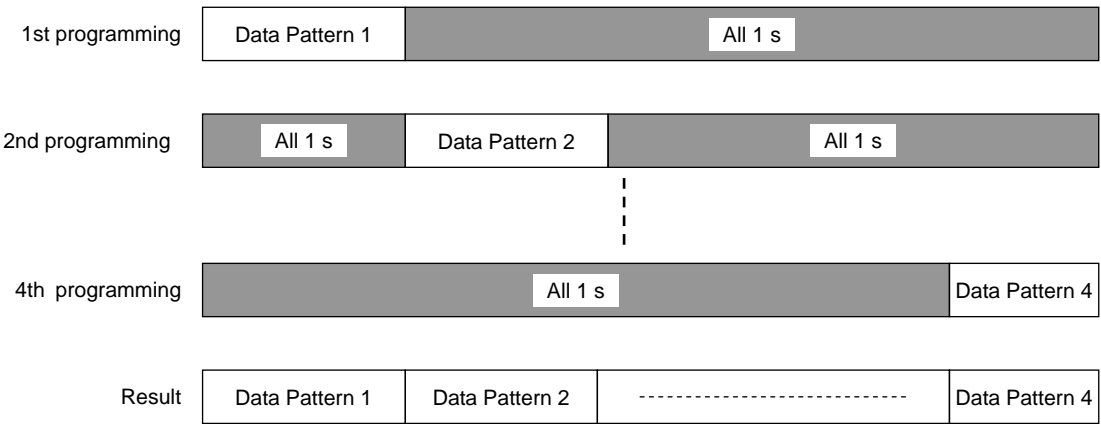 1st programming Data Pattern 1 All 1 s
2nd programming All 1 s Data Pattern 2 All 1 s
4th programming All 1 s Data Pattern 4
Result Data Pattern 1 Data Pattern 2 Data Pattern 4